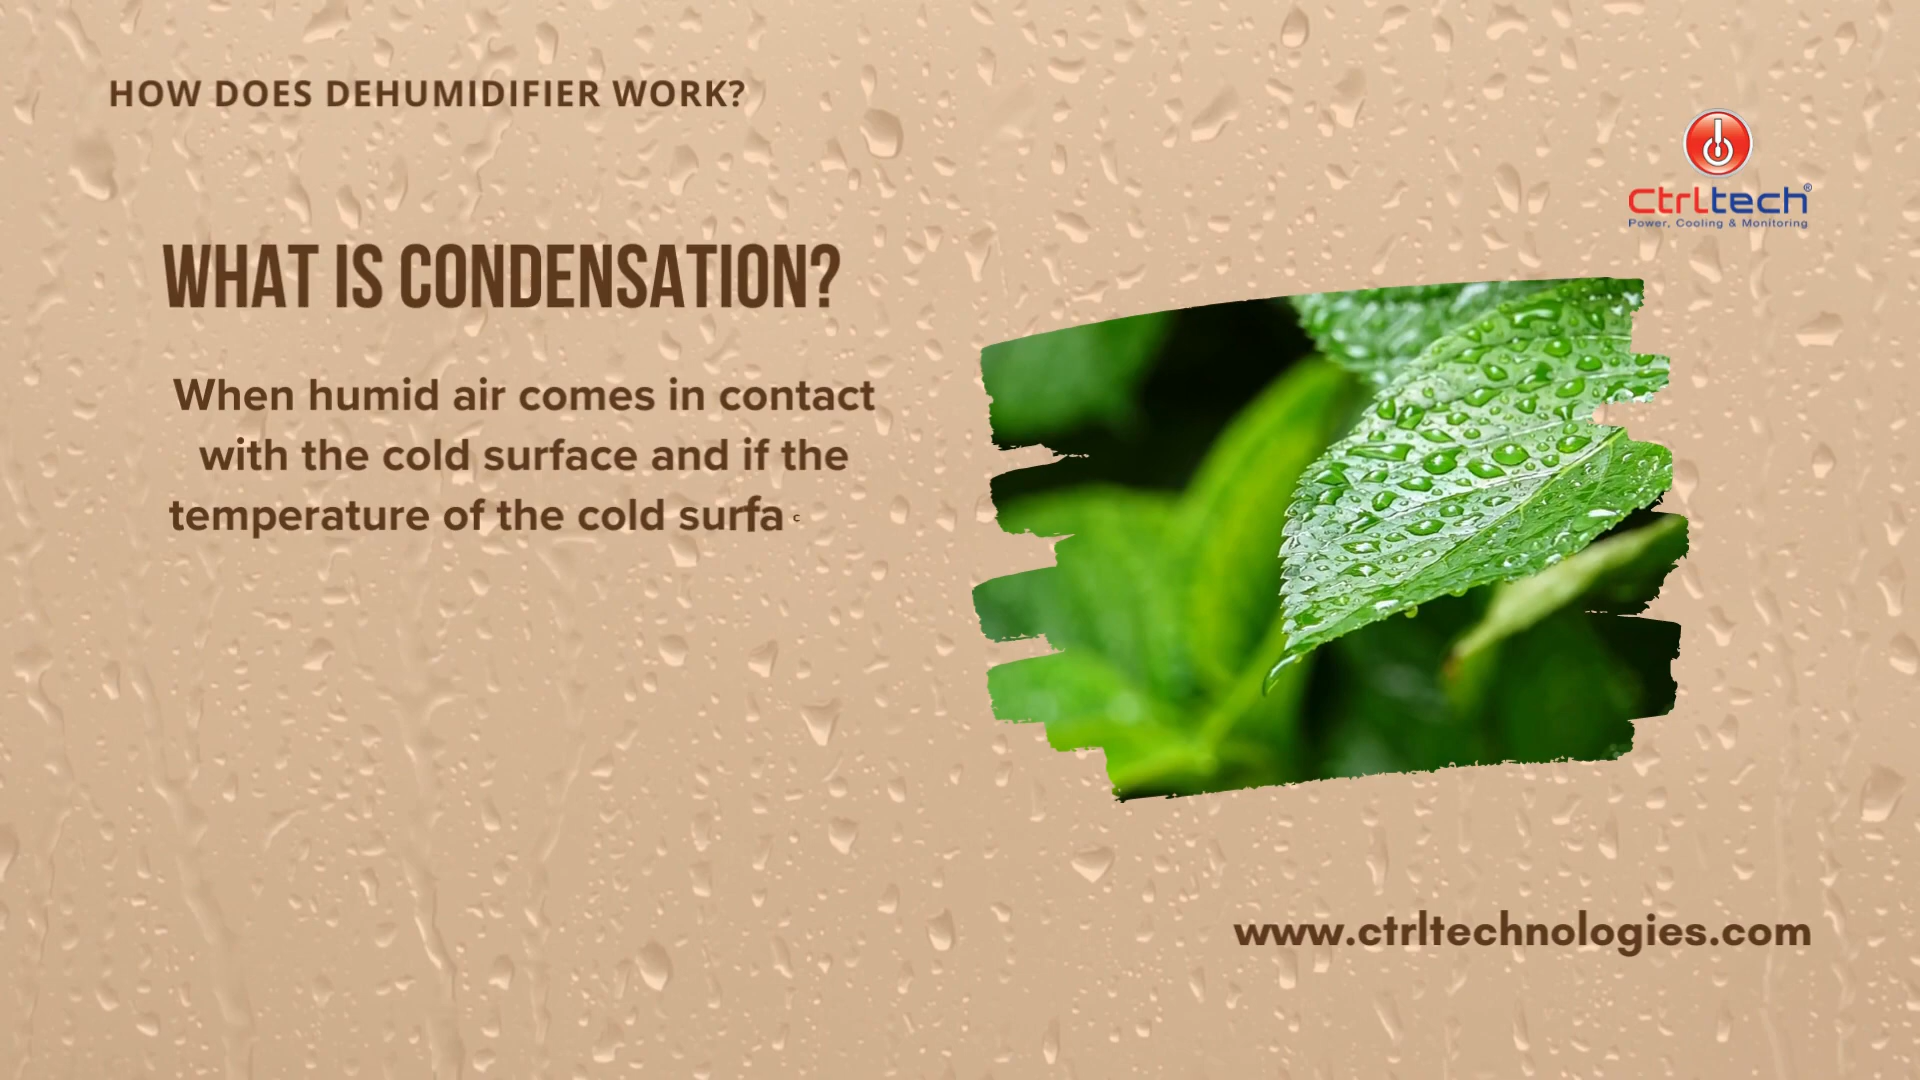 HOW DOES DEHUMIDIFIER WORK?
Ctrltech®
Power, Cooling & Monitoring
WHAT IS CONDENSATION?
When humid air comes in contact
with the cold surface and if the
temperature of the cold surfac
www.ctrltechnologies.com